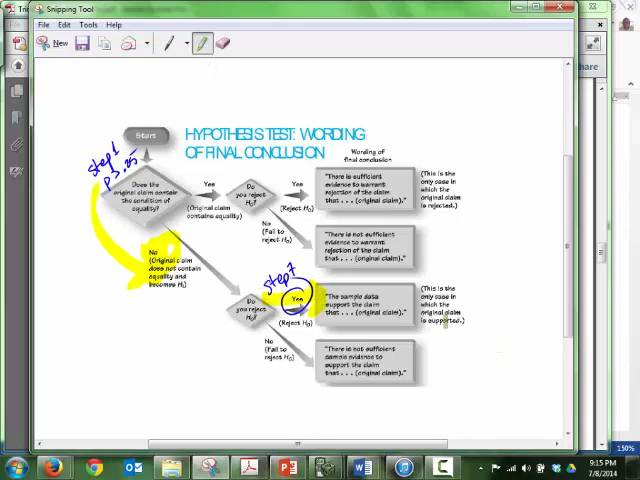 Snipping Tool
File Edit Tools Help
New
Share
Start
HYPOTHESIS TEST: WORDING
OF FINAL CONCLUSION
Wording of
final conclusion
Step 1
p3.25
Does the
original claim contain
the condition of
equality?
Yes
(Original claim
contains equality)
Do
you reject
H₀?
Yes
(Reject H₀)
"There is sufficient
evidence to warrant
rejection of the claim
that . . . (original claim)."
(This is the
only case in
which the
original claim
is rejected.)
No
(Fail to
reject H₀)
"There is not sufficient
evidence to warrant
rejection of the claim
that . . . (original claim)."
No
(Original claim
does not contain
equality and
becomes H₁)
Step 7
Do
you reject
H₀?
Yes
(Reject H₀)
"The sample data
support the claim
that . . . (original claim)."
(This is the
only case in
which the
original claim
is supported.)
No
(Fail to
reject H₀)
"There is not sufficient
sample evidence to
support the claim
that . . . (original claim)."
150%
9:15 PM
7/8/2014